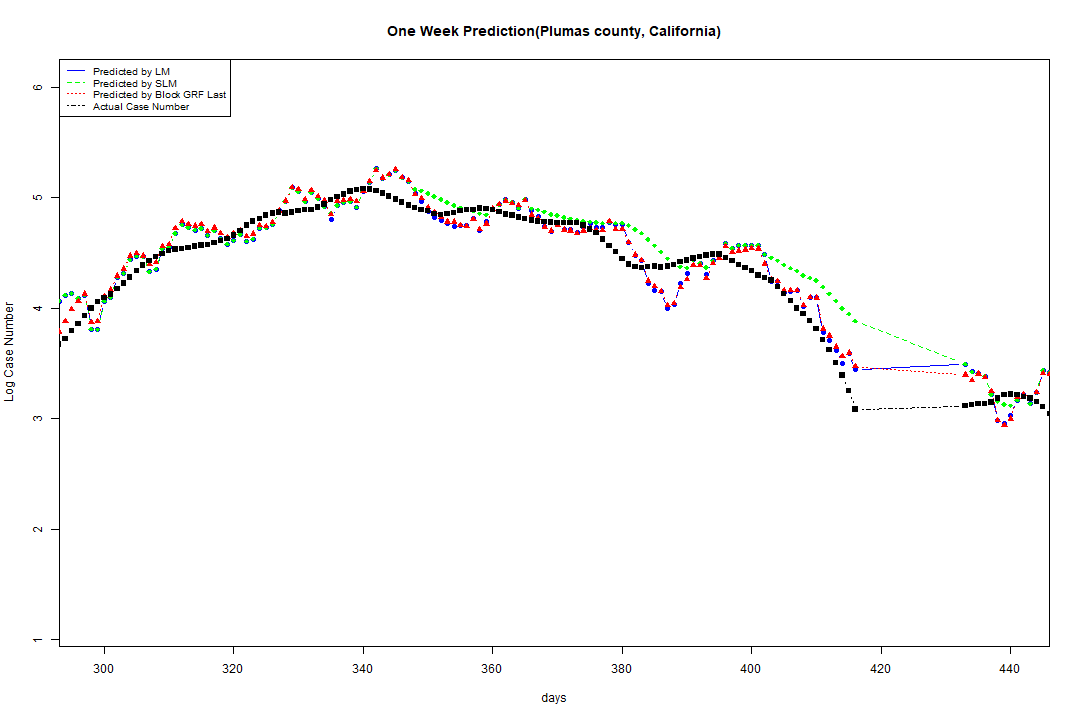 One Week Prediction(Plumas county, California)
Predicted by LM
Predicted by SLM
Predicted by Block GRF Last
Actual Case Number
6
5
4
3
2
1
Log Case Number
300 320 340 360 380 400 420 440
days